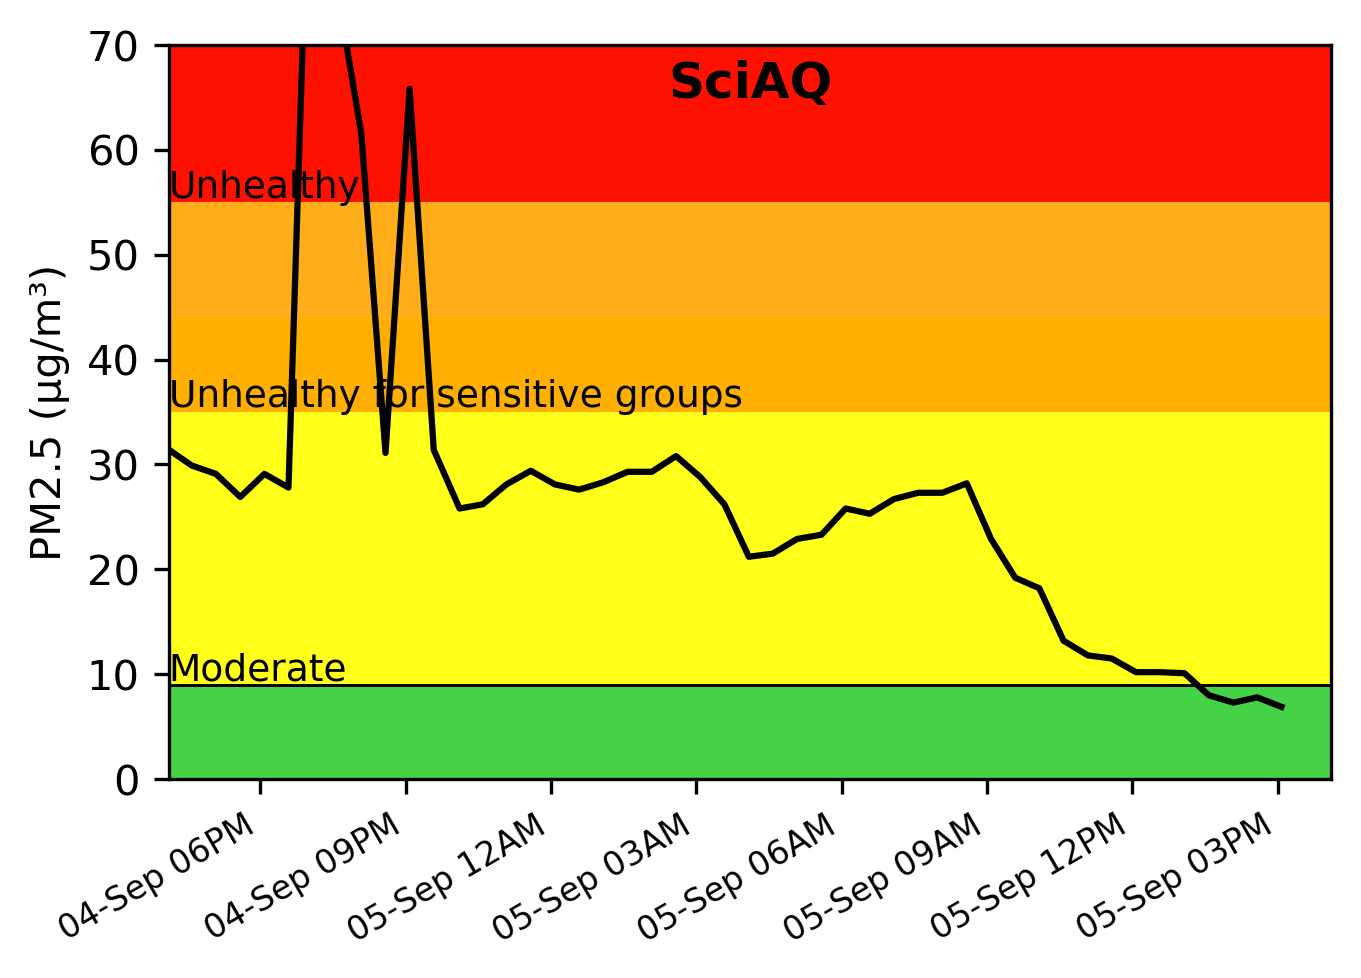 SciAQ
PM2.5 (µg/m³)
70
60
50
40
30
20
10
0
Unhealthy
Unhealthy for sensitive groups
Moderate
04-Sep 06PM
04-Sep 09PM
05-Sep 12AM
05-Sep 03AM
05-Sep 06AM
05-Sep 09AM
05-Sep 12PM
05-Sep 03PM